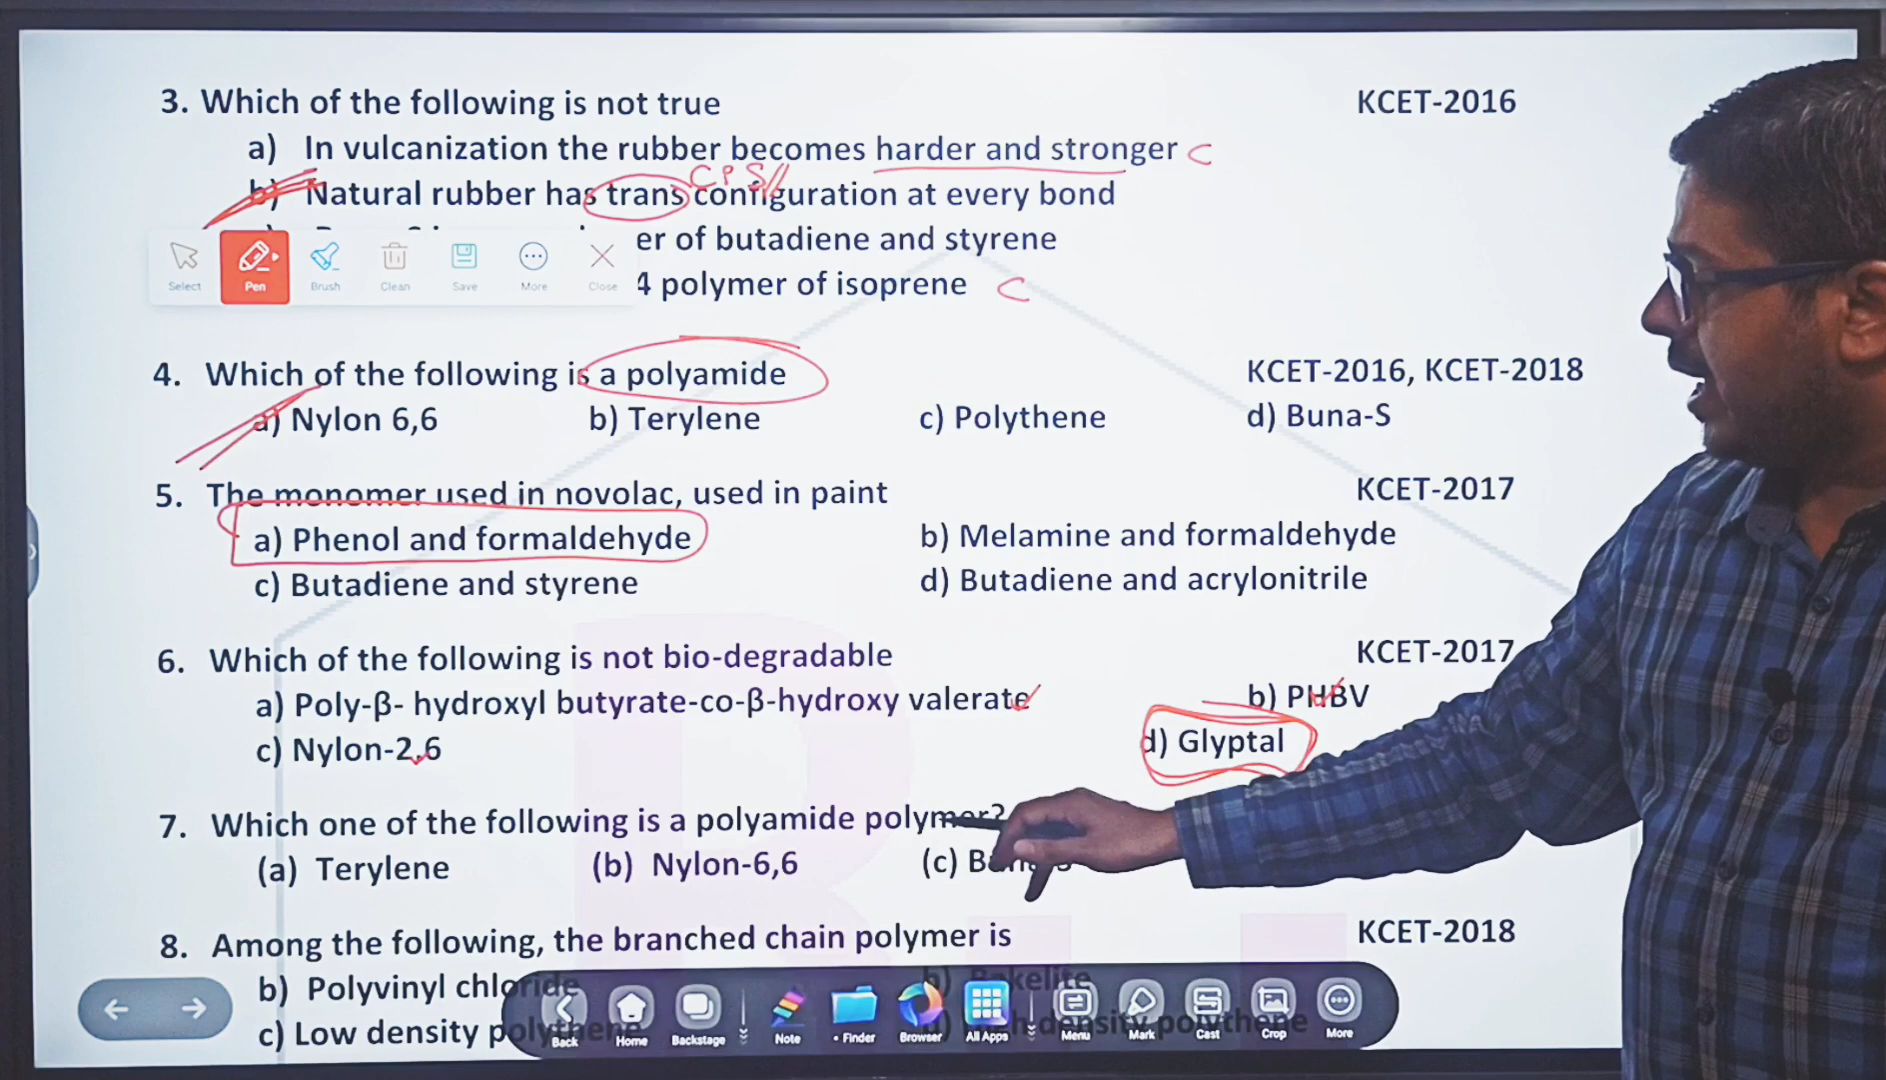 3. Which of the following is not true KCET-2016
a) In vulcanization the rubber becomes harder and stronger C
cis
b) Natural rubber has trans configuration at every bond
er of butadiene and styrene
4 polymer of isoprene C
Select Pen Brush Clean Save More Close
4. Which of the following is a polyamide KCET-2016, KCET-2018
a) Nylon 6,6 b) Terylene c) Polythene d) Buna-S
5. The monomer used in novolac, used in paint KCET-2017
a) Phenol and formaldehyde b) Melamine and formaldehyde
c) Butadiene and styrene d) Butadiene and acrylonitrile
6. Which of the following is not bio-degradable KCET-2017
a) Poly-β- hydroxyl butyrate-co-β-hydroxy valerate b) PHBV
c) Nylon-2,6 d) Glyptal
7. Which one of the following is a polyamide polymer?
(a) Terylene (b) Nylon-6,6 (c)
8. Among the following, the branched chain polymer is KCET-2018
b) Polyvinyl chloride b) Bakelite
c) Low density polythene d) High density polythene
Back Home Backstage Note Finder Browser All Apps Menu Mark Cast Crop More